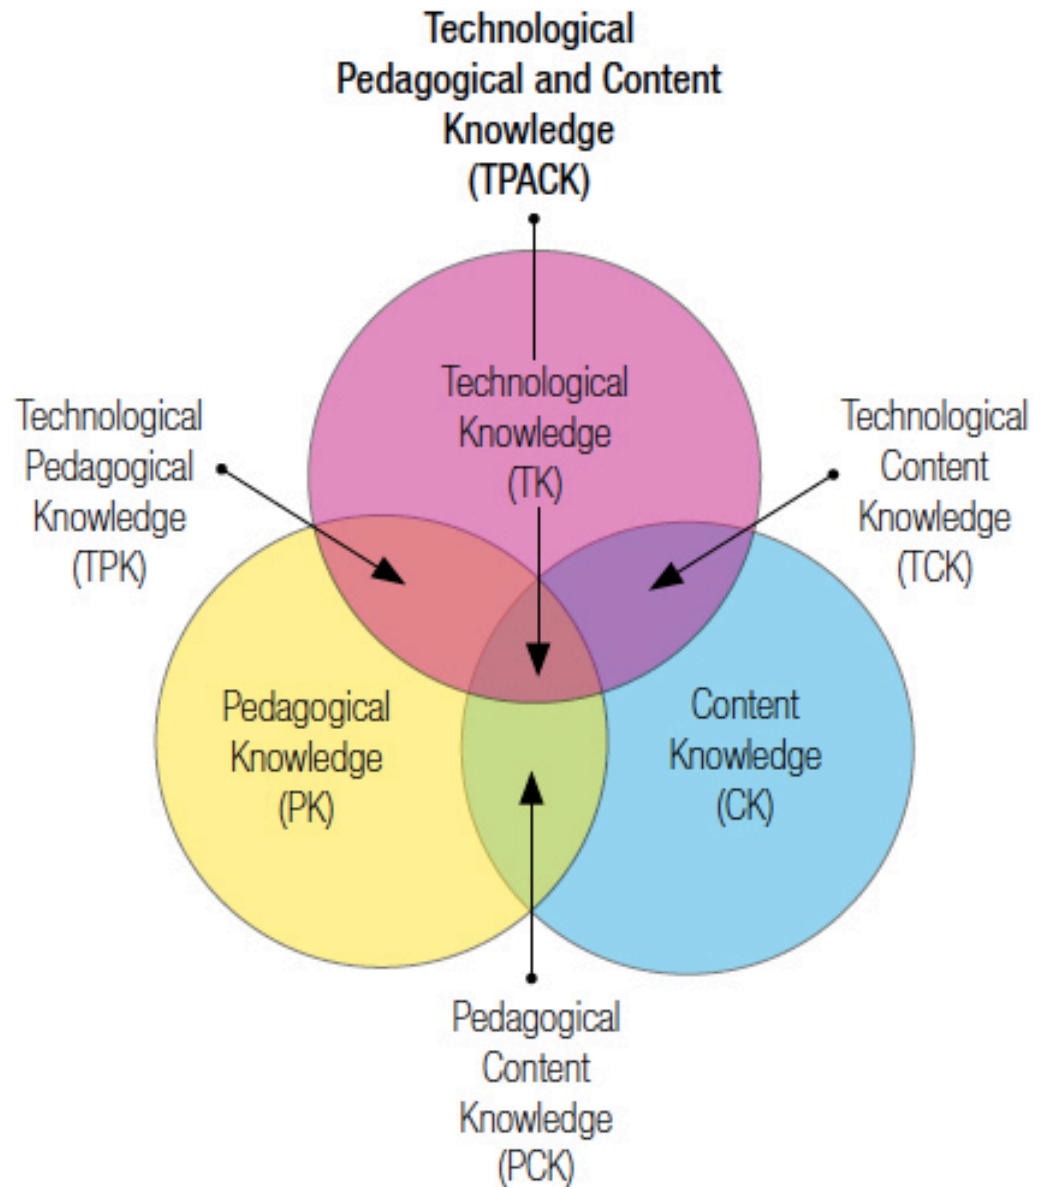 Technological
Pedagogical and Content
Knowledge
(TPACK)
Technological
Knowledge
(TK)
Technological
Pedagogical
Knowledge
(TPK)
Technological
Content
Knowledge
(TCK)
Pedagogical
Knowledge
(PK)
Content
Knowledge
(CK)
Pedagogical
Content
Knowledge
(PCK)